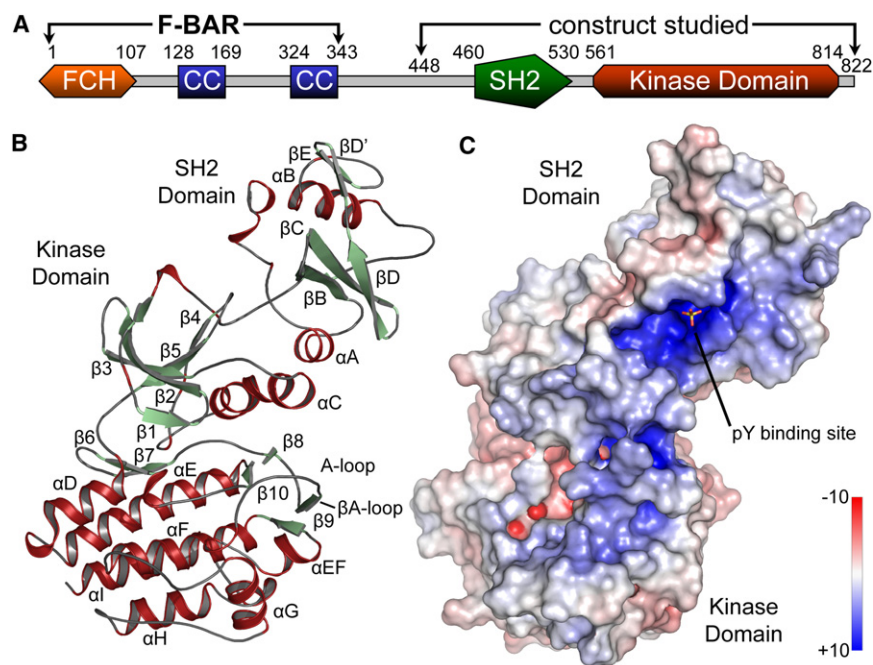 A
F-BAR
construct studied
1 107 128 169 324 343 448 460 530 561 814 822
FCH CC CC SH2 Kinase Domain
B
SH2
Domain
Kinase
Domain
βE
βD’
αB
βC
βD
βB
β4
β3
β5
αA
β2
αC
β1
β6
β7
β8
αD
αE
A-loop
β10
βA-loop
β9
αF
αEF
αI
αG
αH
C
SH2
Domain
pY binding site
-10
+10
Kinase
Domain